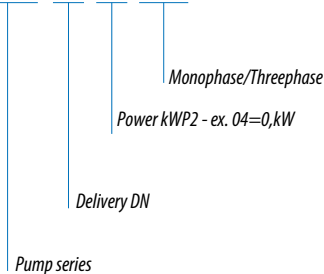 Monophase/Threephase
Power kWP2 - ex. 04=0,kW
Delivery DN
Pump series